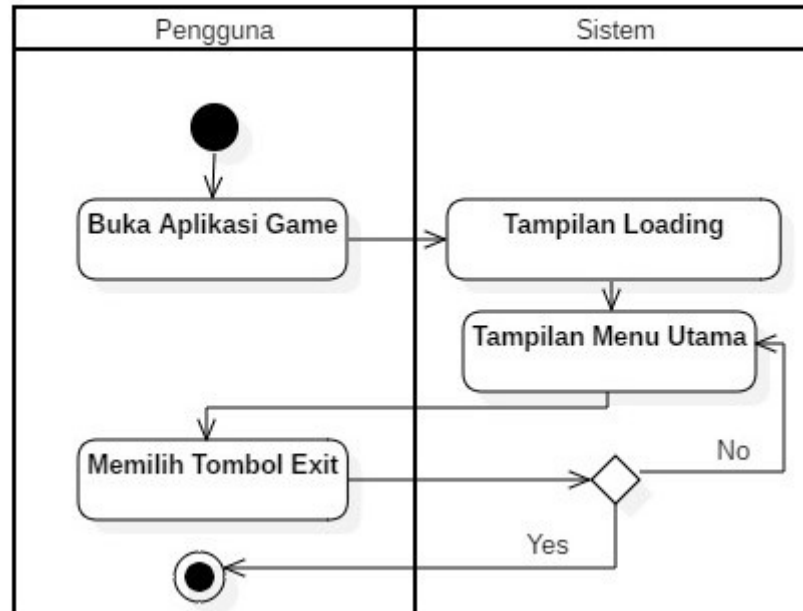 Pengguna
Sistem
Buka Aplikasi Game
Tampilan Loading
Tampilan Menu Utama
Memilih Tombol Exit
No
Yes